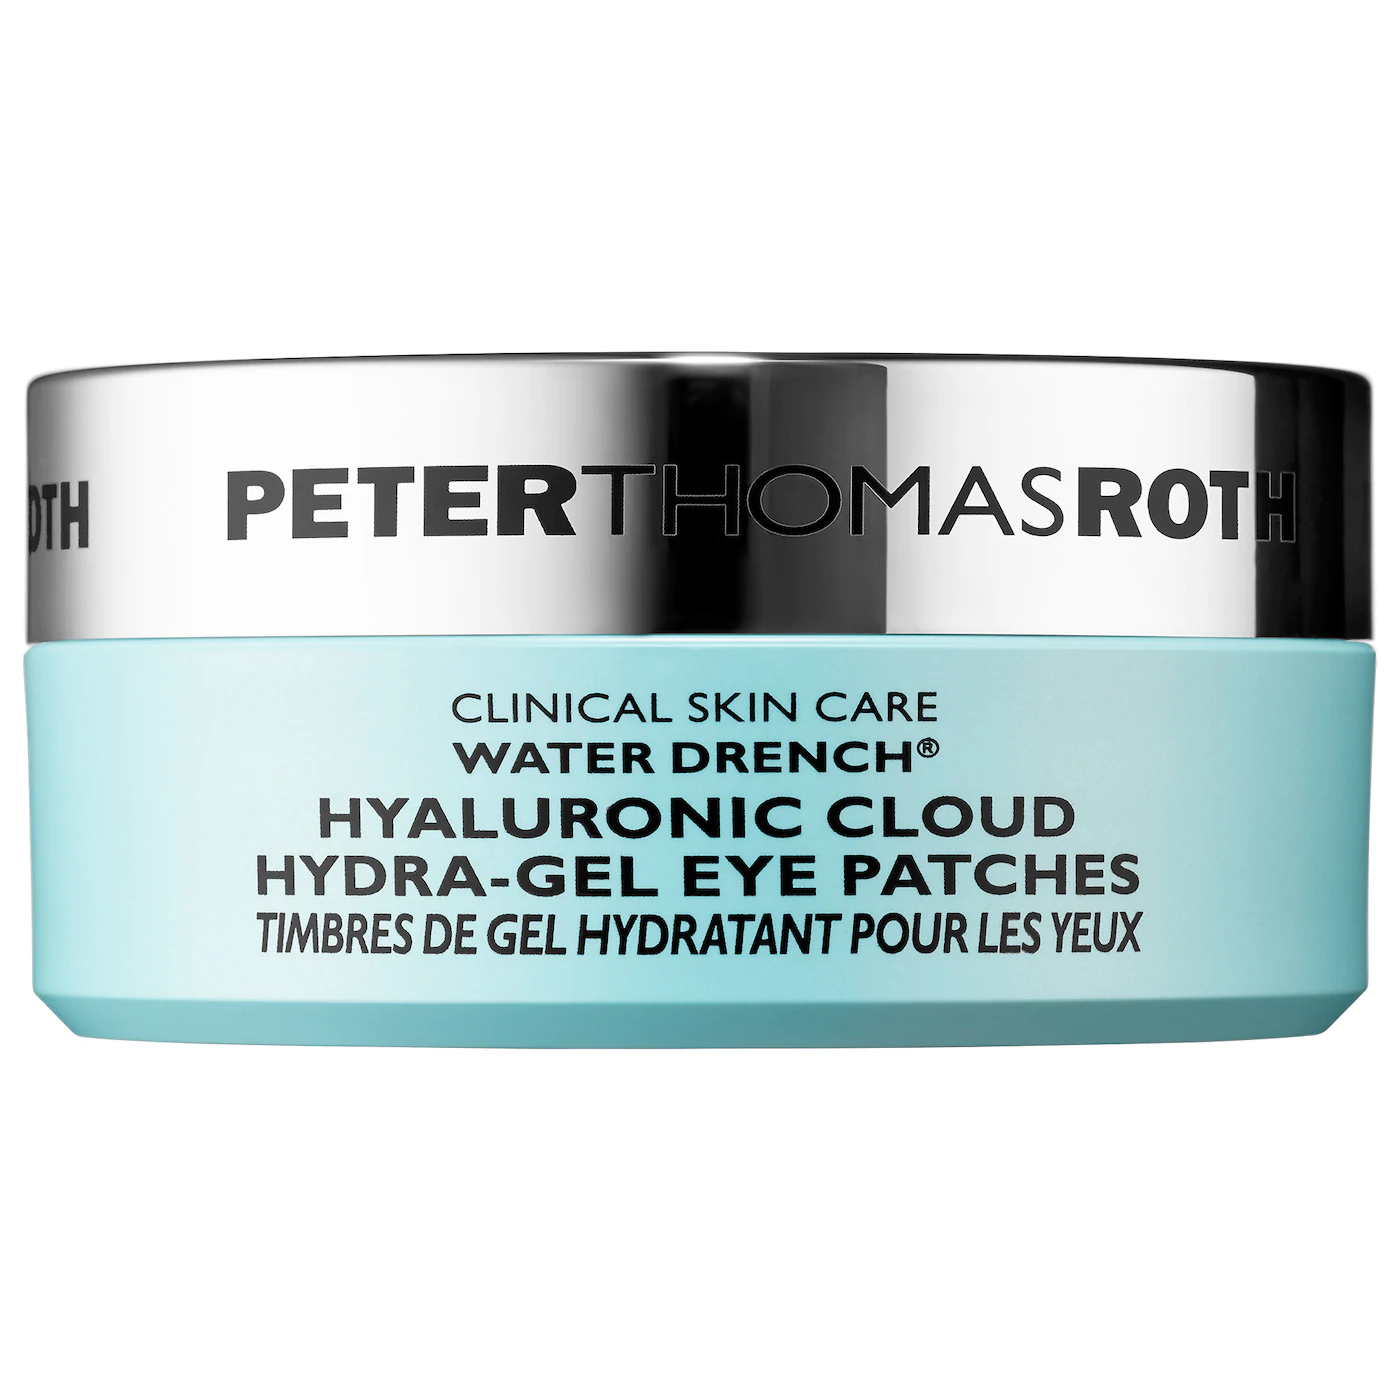 OTH PETERTHOMASROTH
CLINICAL SKIN CARE
WATER DRENCH®
HYALURONIC CLOUD
HYDRA-GEL EYE PATCHES
TIMBRES DE GEL HYDRATANT POUR LES YEUX